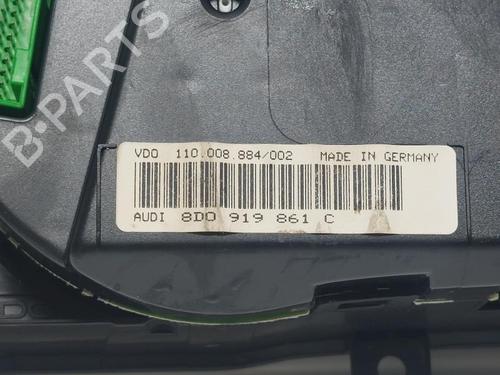 B-PARTS
VDO 110.008.884/002 MADE IN GERMANY
AUDI 8D0 919 861 C